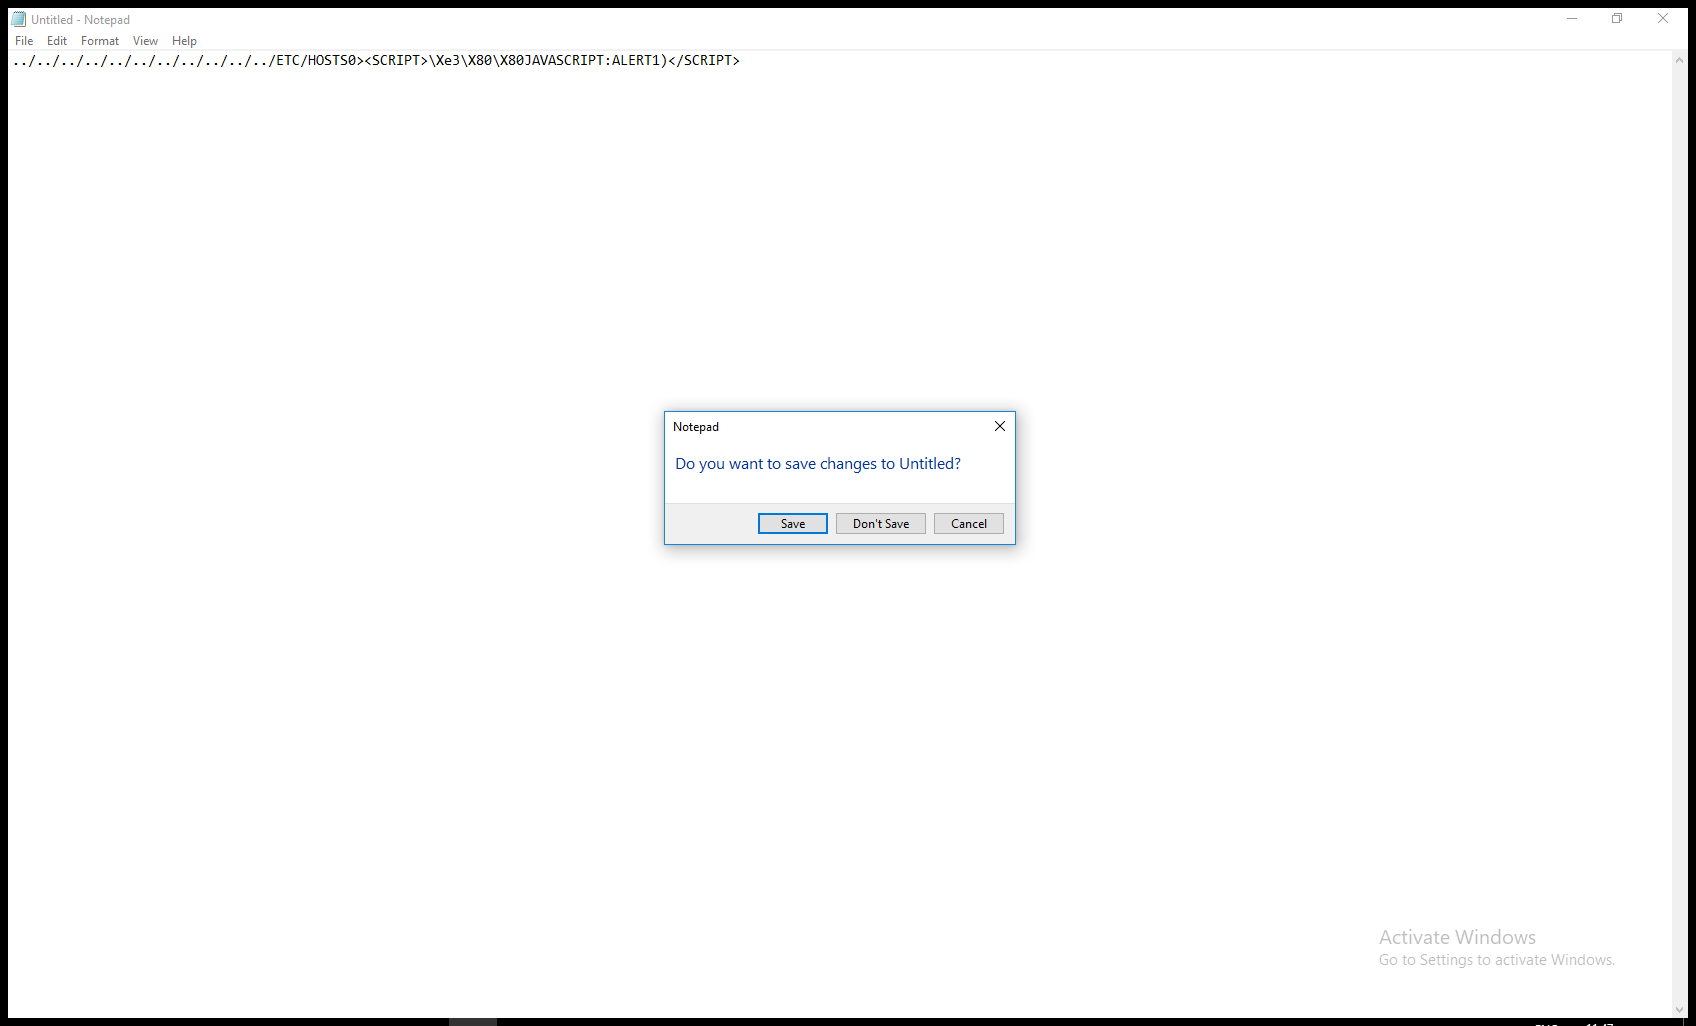 Untitled - Notepad
File Edit Format View Help
../../../../../../../../../../../ETC/HOSTS0><SCRIPT>\Xe3\X80\X80JAVASCRIPT:ALERT1)</SCRIPT>
Notepad
Do you want to save changes to Untitled?
Save Don't Save Cancel
Activate Windows
Go to Settings to activate Windows.